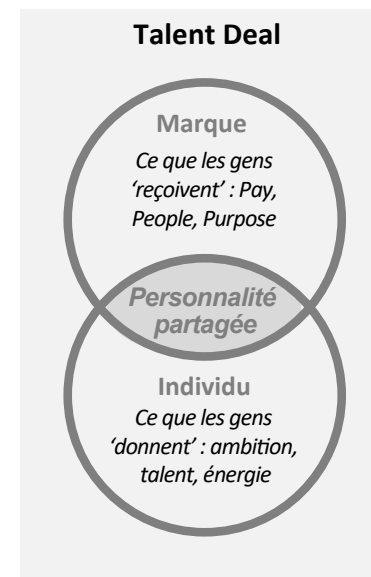 Talent Deal
Marque
Ce que les gens
‘reçoivent’ : Pay,
People, Purpose
Personnalité
partagée
Individu
Ce que les gens
‘donnent’ : ambition,
talent, énergie